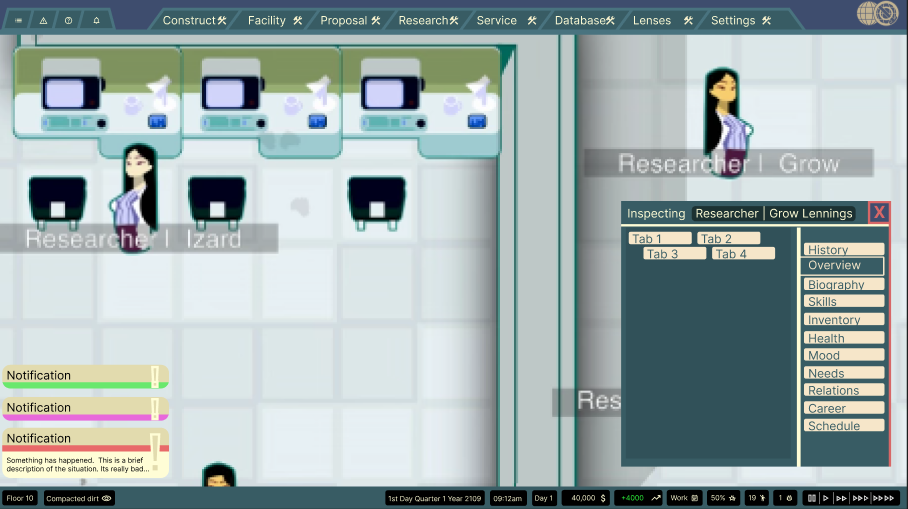 Construct
Facility
Proposal
Research
Service
Database
Lenses
Settings
Researcher | Grow
Researcher | Izard
Inspecting Researcher | Grow Lennings X
Tab 1 Tab 2
Tab 3 Tab 4
History
Overview
Biography
Skills
Inventory
Health
Mood
Needs
Relations
Career
Schedule
Res
Notification
Notification
Notification
Something has happened. This is a brief
description of the situation. Its really bad...
Floor 10 Compacted dirt 1st Day Quarter 1 Year 2109 09:12am Day 1 40,000 $ +4000 Work 50% 19 1